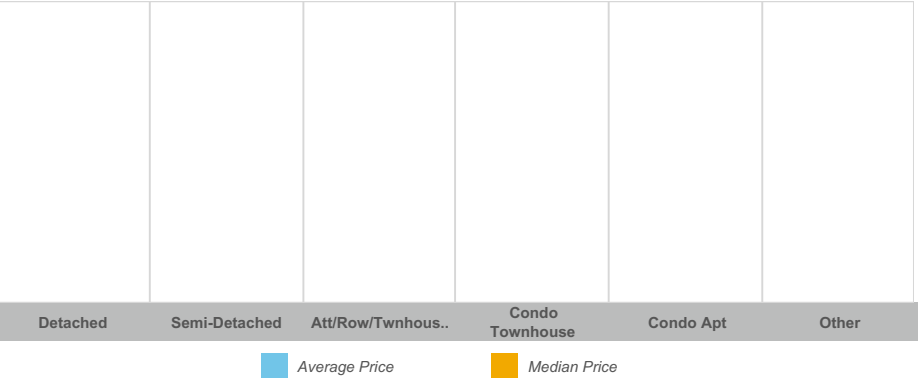 Detached
Semi-Detached
Att/Row/Twnhous..
Condo
Townhouse
Condo Apt
Other
Average Price
Median Price